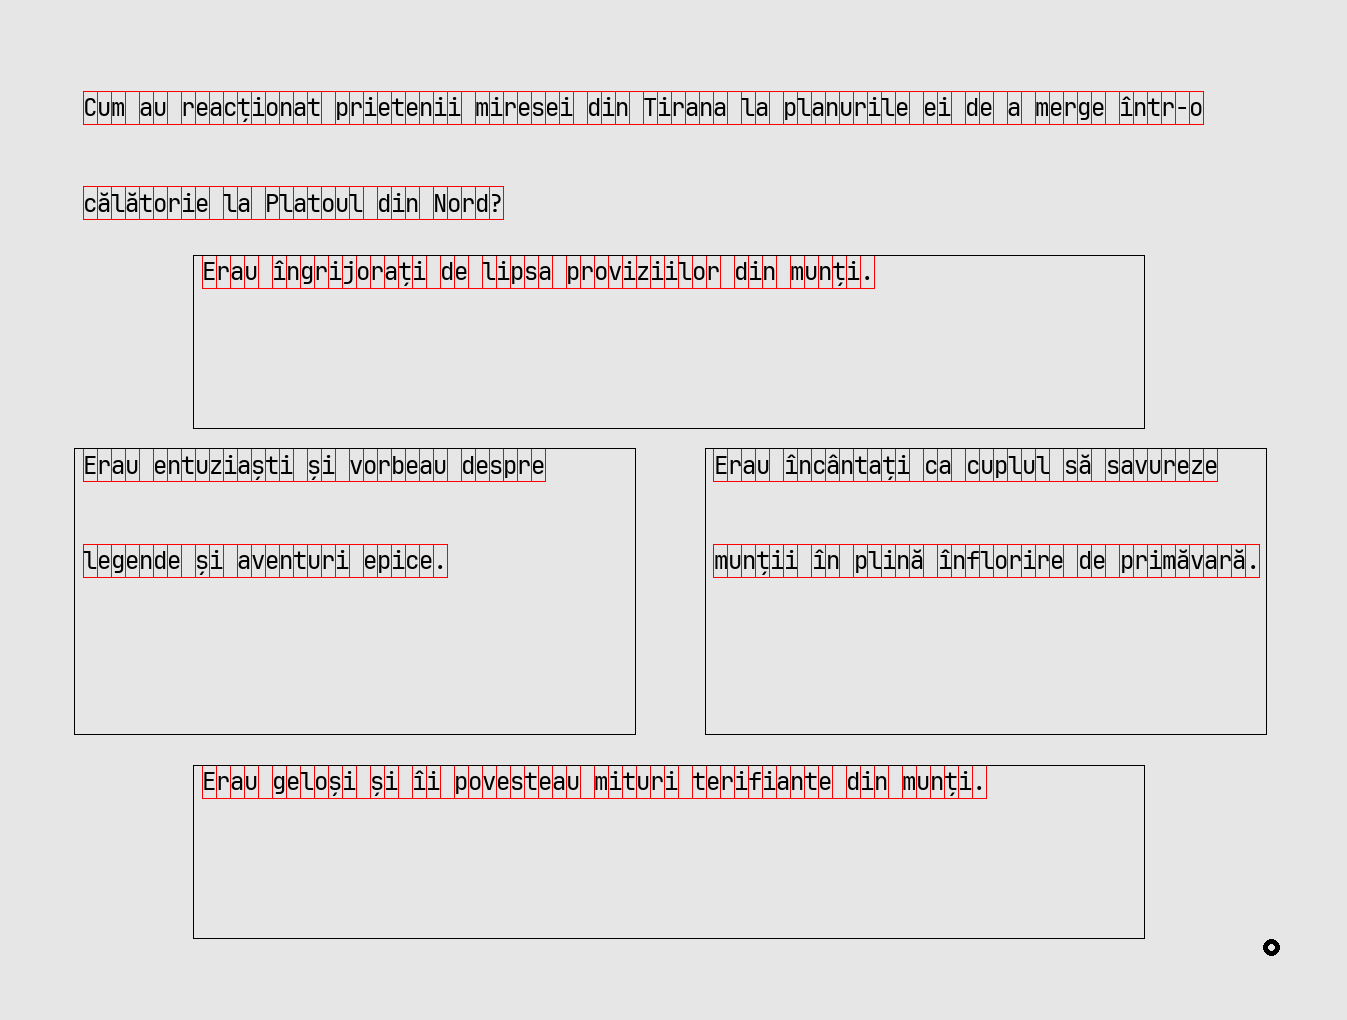 Cum au reacționat prietenii miresei din Tirana la planurile ei de a merge într-o
călătorie la Platoul din Nord?
Erau îngrijorați de lipsa proviziilor din munți.
Erau entuziaști și vorbeau despre
legende și aventuri epice.
Erau încântați ca cuplul să savureze
munții în plină înflorire de primăvară.
Erau geloși și îi povesteau mituri terifiante din munți.